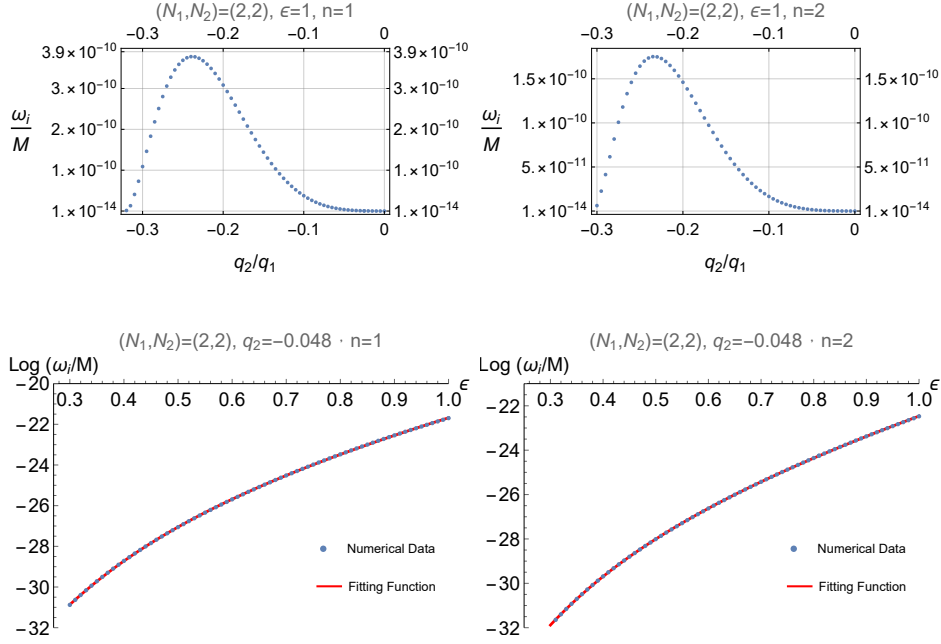 (N1,N2)=(2,2), ϵ=1, n=1
−0.3 −0.2 −0.1 0
3.9×10−10 3.9×10−10
3.×10−10 3.×10−10
ωi/M
2.×10−10 2.×10−10
1.×10−10 1.×10−10
1.×10−14 1.×10−14
−0.3 −0.2 −0.1 0
q2/q1
(N1,N2)=(2,2), ϵ=1, n=2
−0.3 −0.2 −0.1 0
1.5×10−10 1.5×10−10
ωi/M
1.×10−10 1.×10−10
5.×10−11 5.×10−11
1.×10−14 1.×10−14
−0.3 −0.2 −0.1 0
q2/q1
(N1,N2)=(2,2), q2=−0.048 · n=1
Log (ωi/M)
−20
ϵ
0.3 0.4 0.5 0.6 0.7 0.8 0.9 1.0
−22
−24
−26
−28
−30
−32
Numerical Data
Fitting Function
(N1,N2)=(2,2), q2=−0.048 · n=2
Log (ωi/M)
ϵ
0.3 0.4 0.5 0.6 0.7 0.8 0.9 1.0
−22
−24
−26
−28
−30
−32
Numerical Data
Fitting Function